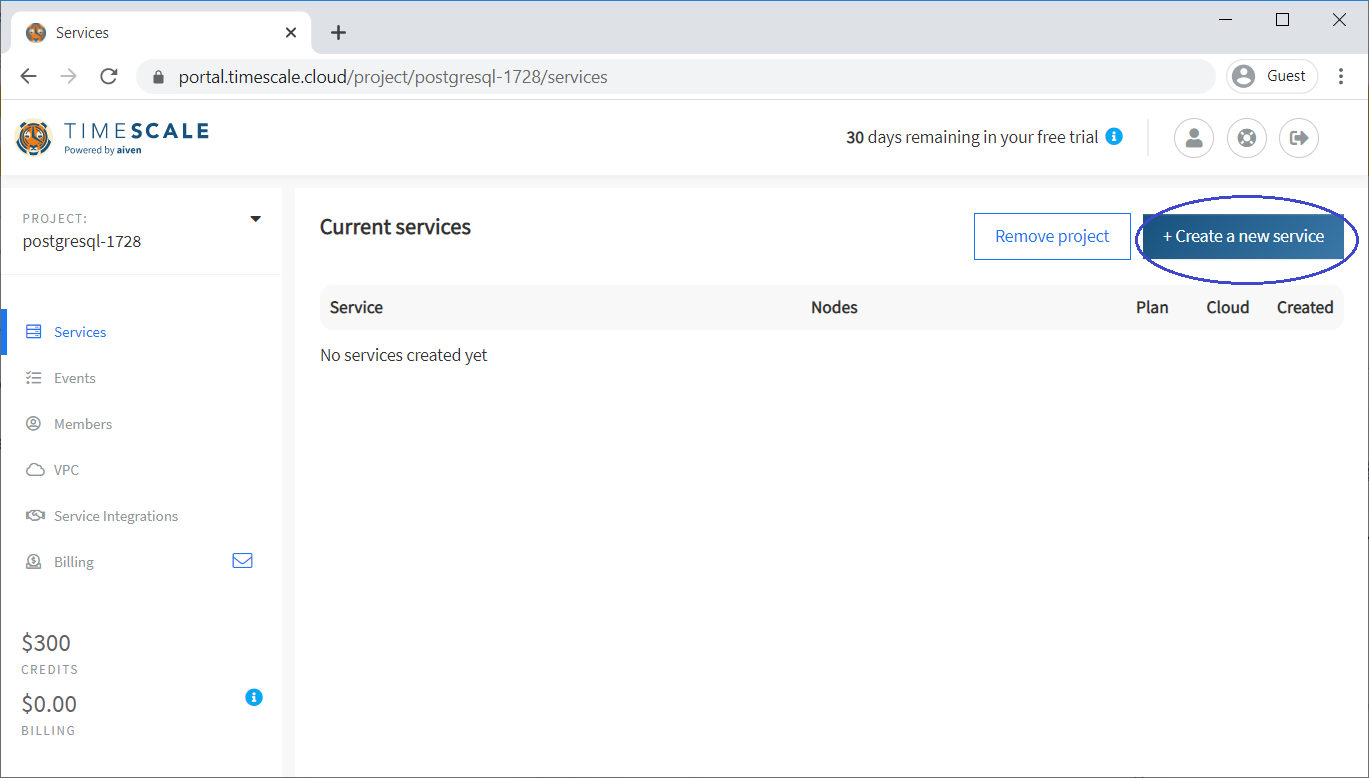 Services
portal.timescale.cloud/project/postgresql-1728/services
Guest
TIMESCALE
Powered by aiven
30 days remaining in your free trial
PROJECT:
postgresql-1728
Services
Events
Members
VPC
Service Integrations
Billing
$300
CREDITS
$0.00
BILLING
Current services
Remove project
+ Create a new service
Service Nodes Plan Cloud Created
No services created yet